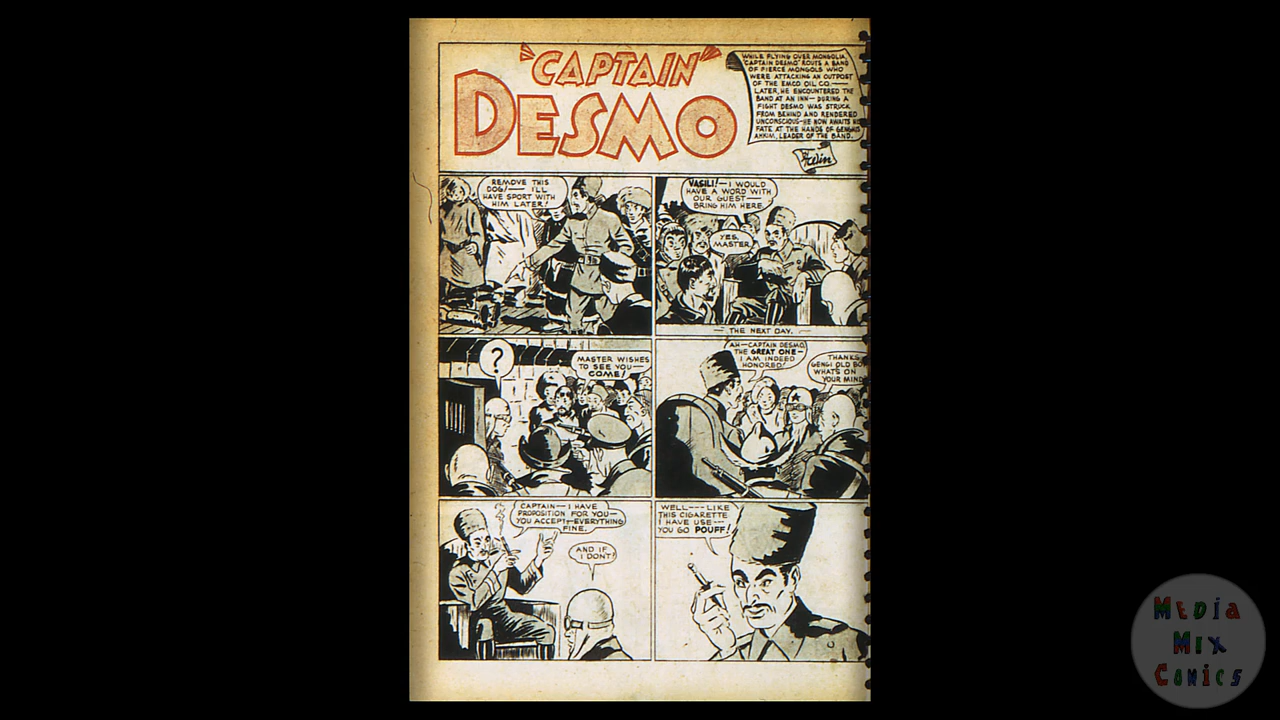 "CAPTAIN"
DESMO
WHILE FLYING OVER MONGOLIA
"CAPTAIN DESMO" ROUTS A BAND
OF FIERCE MONGOLS WHO
WERE ATTACKING AN OUTPOST
OF THE EMCO OIL CO.—
LATER, HE ENCOUNTERED THE
BAND AT AN INN— DURING A
FIGHT DESMO WAS STRUCK
FROM BEHIND AND RENDERED
UNCONSCIOUS—HE NOW AWAITS HIS
FATE AT THE HANDS OF GENGHIS
AHKIM, LEADER OF THE BAND.
REMOVE THIS
DOG!— I'LL
HAVE SPORT WITH
HIM LATER!
VASILI!— I WOULD
HAVE A WORD WITH
OUR GUEST—
BRING HIM HERE.
YES,
MASTER.
— THE NEXT DAY. —
?
MASTER WISHES
TO SEE YOU—
COME!
AH—CAPTAIN DESMO,
THE GREAT ONE—
I AM INDEED
HONORED!
THANKS
GENGI OLD BOY
WHATS ON
YOUR MIND
CAPTAIN— I HAVE
PROPOSITION FOR YOU—
YOU ACCEPT—EVERYTHING
FINE.
AND IF
I DON'T?
WELL----LIKE
THIS CIGARETTE
I HAVE USE---
YOU GO POUFF!
MEDiA
MiX
COMiCS